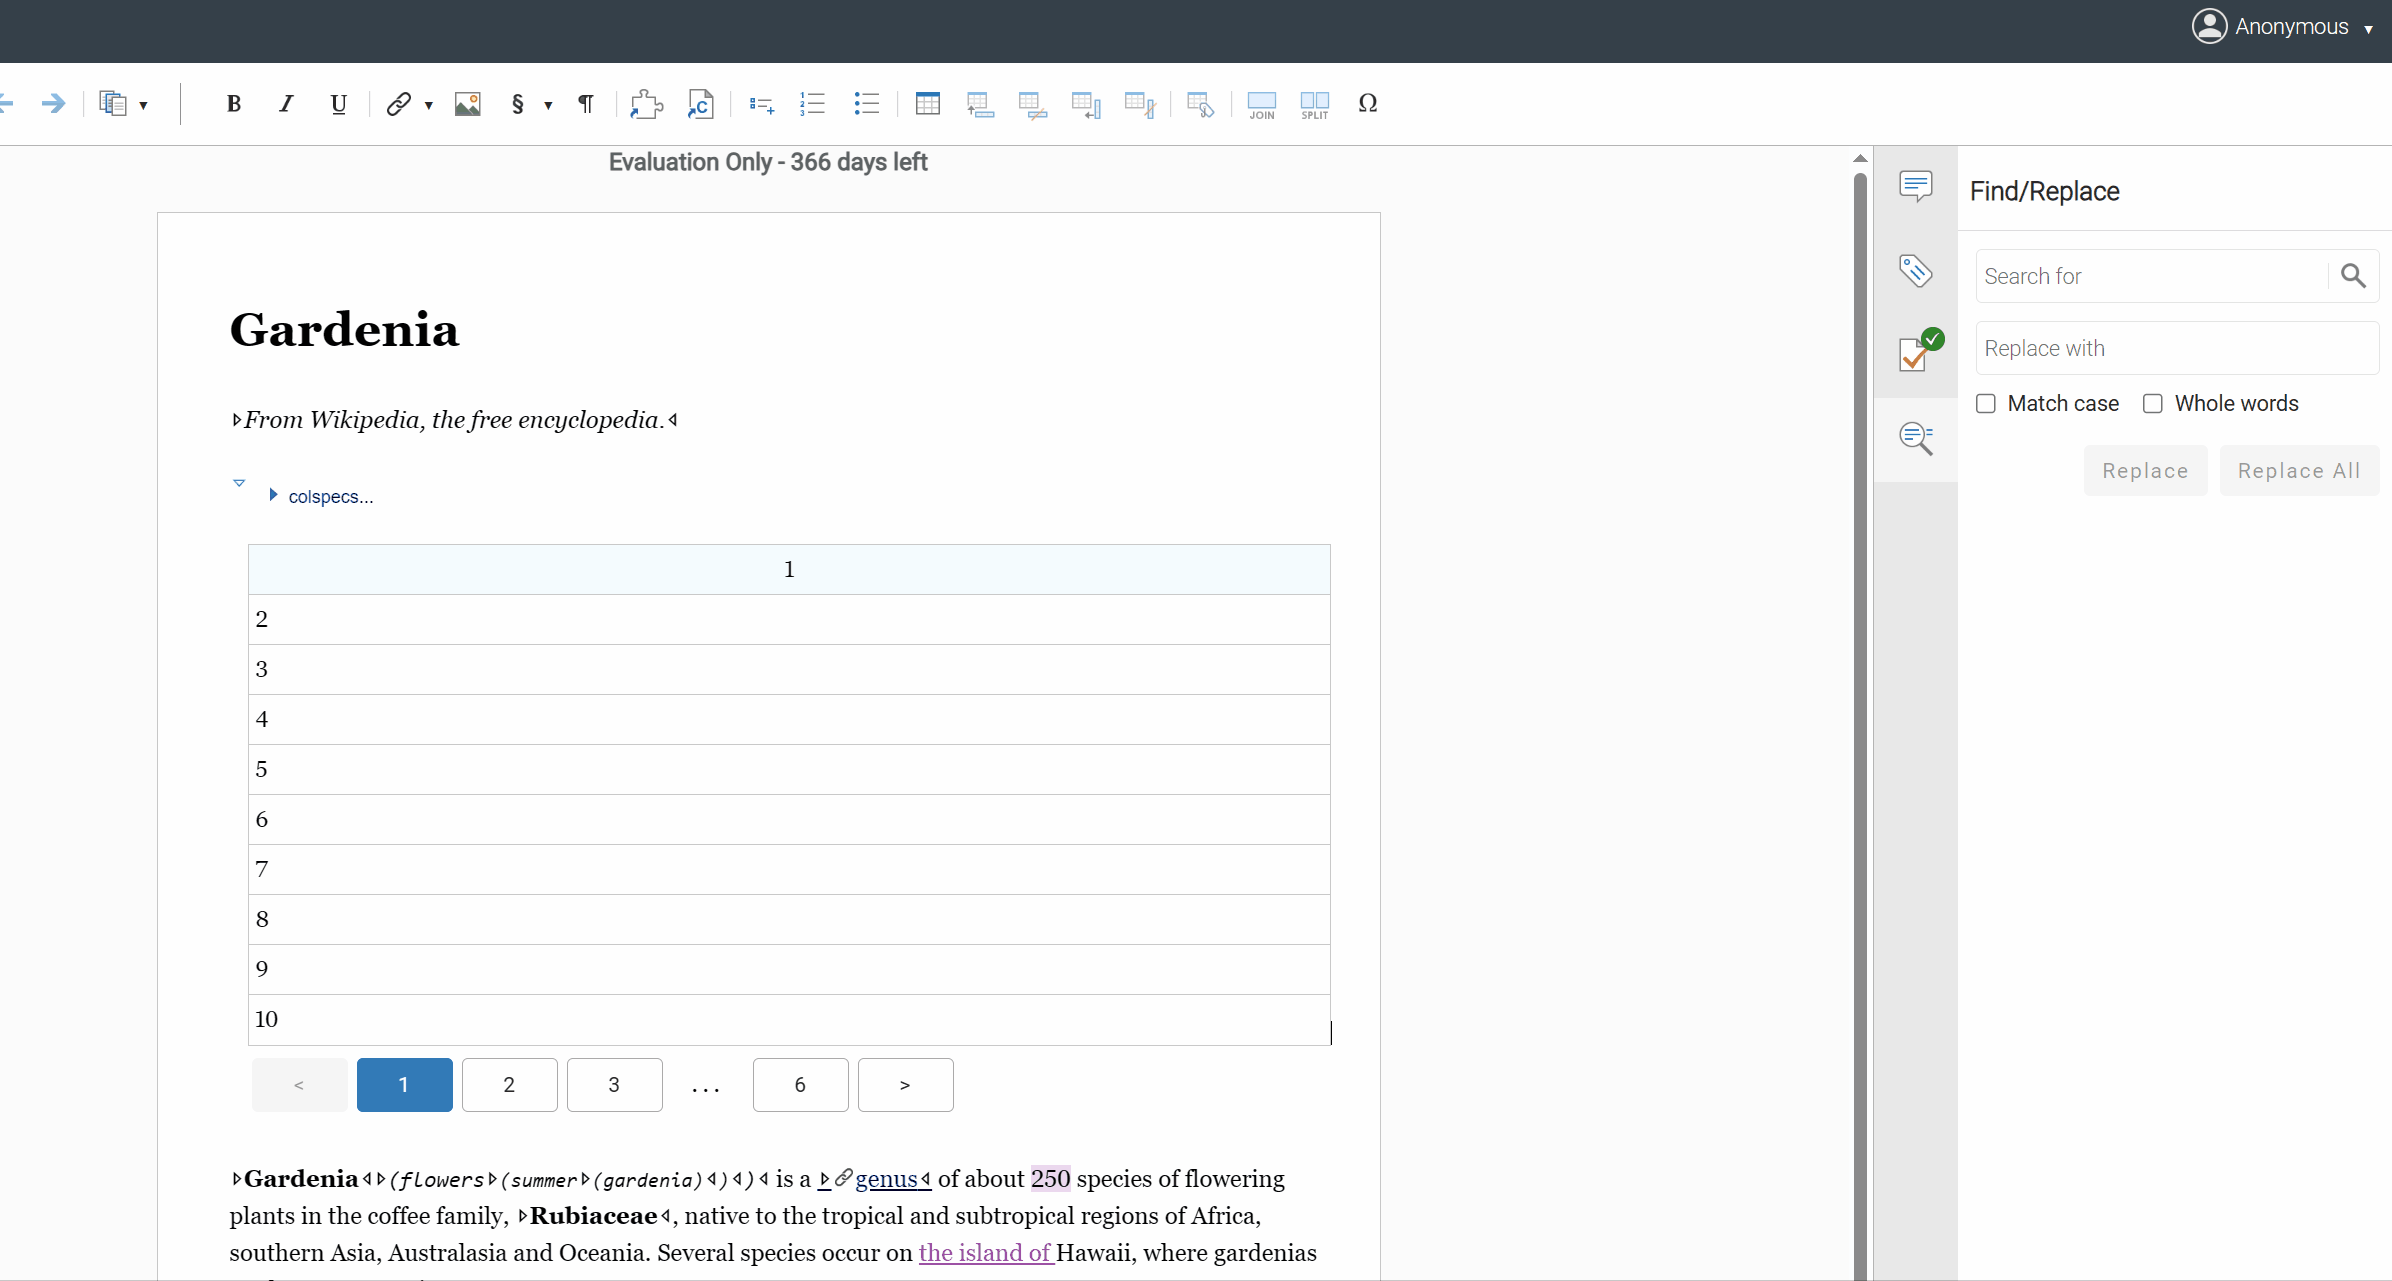 Anonymous
B I U § ¶ JOIN SPLIT Ω
Evaluation Only - 366 days left
Find/Replace
Search for
Replace with
Match case Whole words
Replace Replace All
Gardenia
From Wikipedia, the free encyclopedia.
colspecs...
1
2
3
4
5
6
7
8
9
10
< 1 2 3 ... 6 >
Gardenia (flowers (summer (gardenia) ) ) is a genus of about 250 species of flowering
plants in the coffee family, Rubiaceae, native to the tropical and subtropical regions of Africa,
southern Asia, Australasia and Oceania. Several species occur on the island of Hawaii, where gardenias